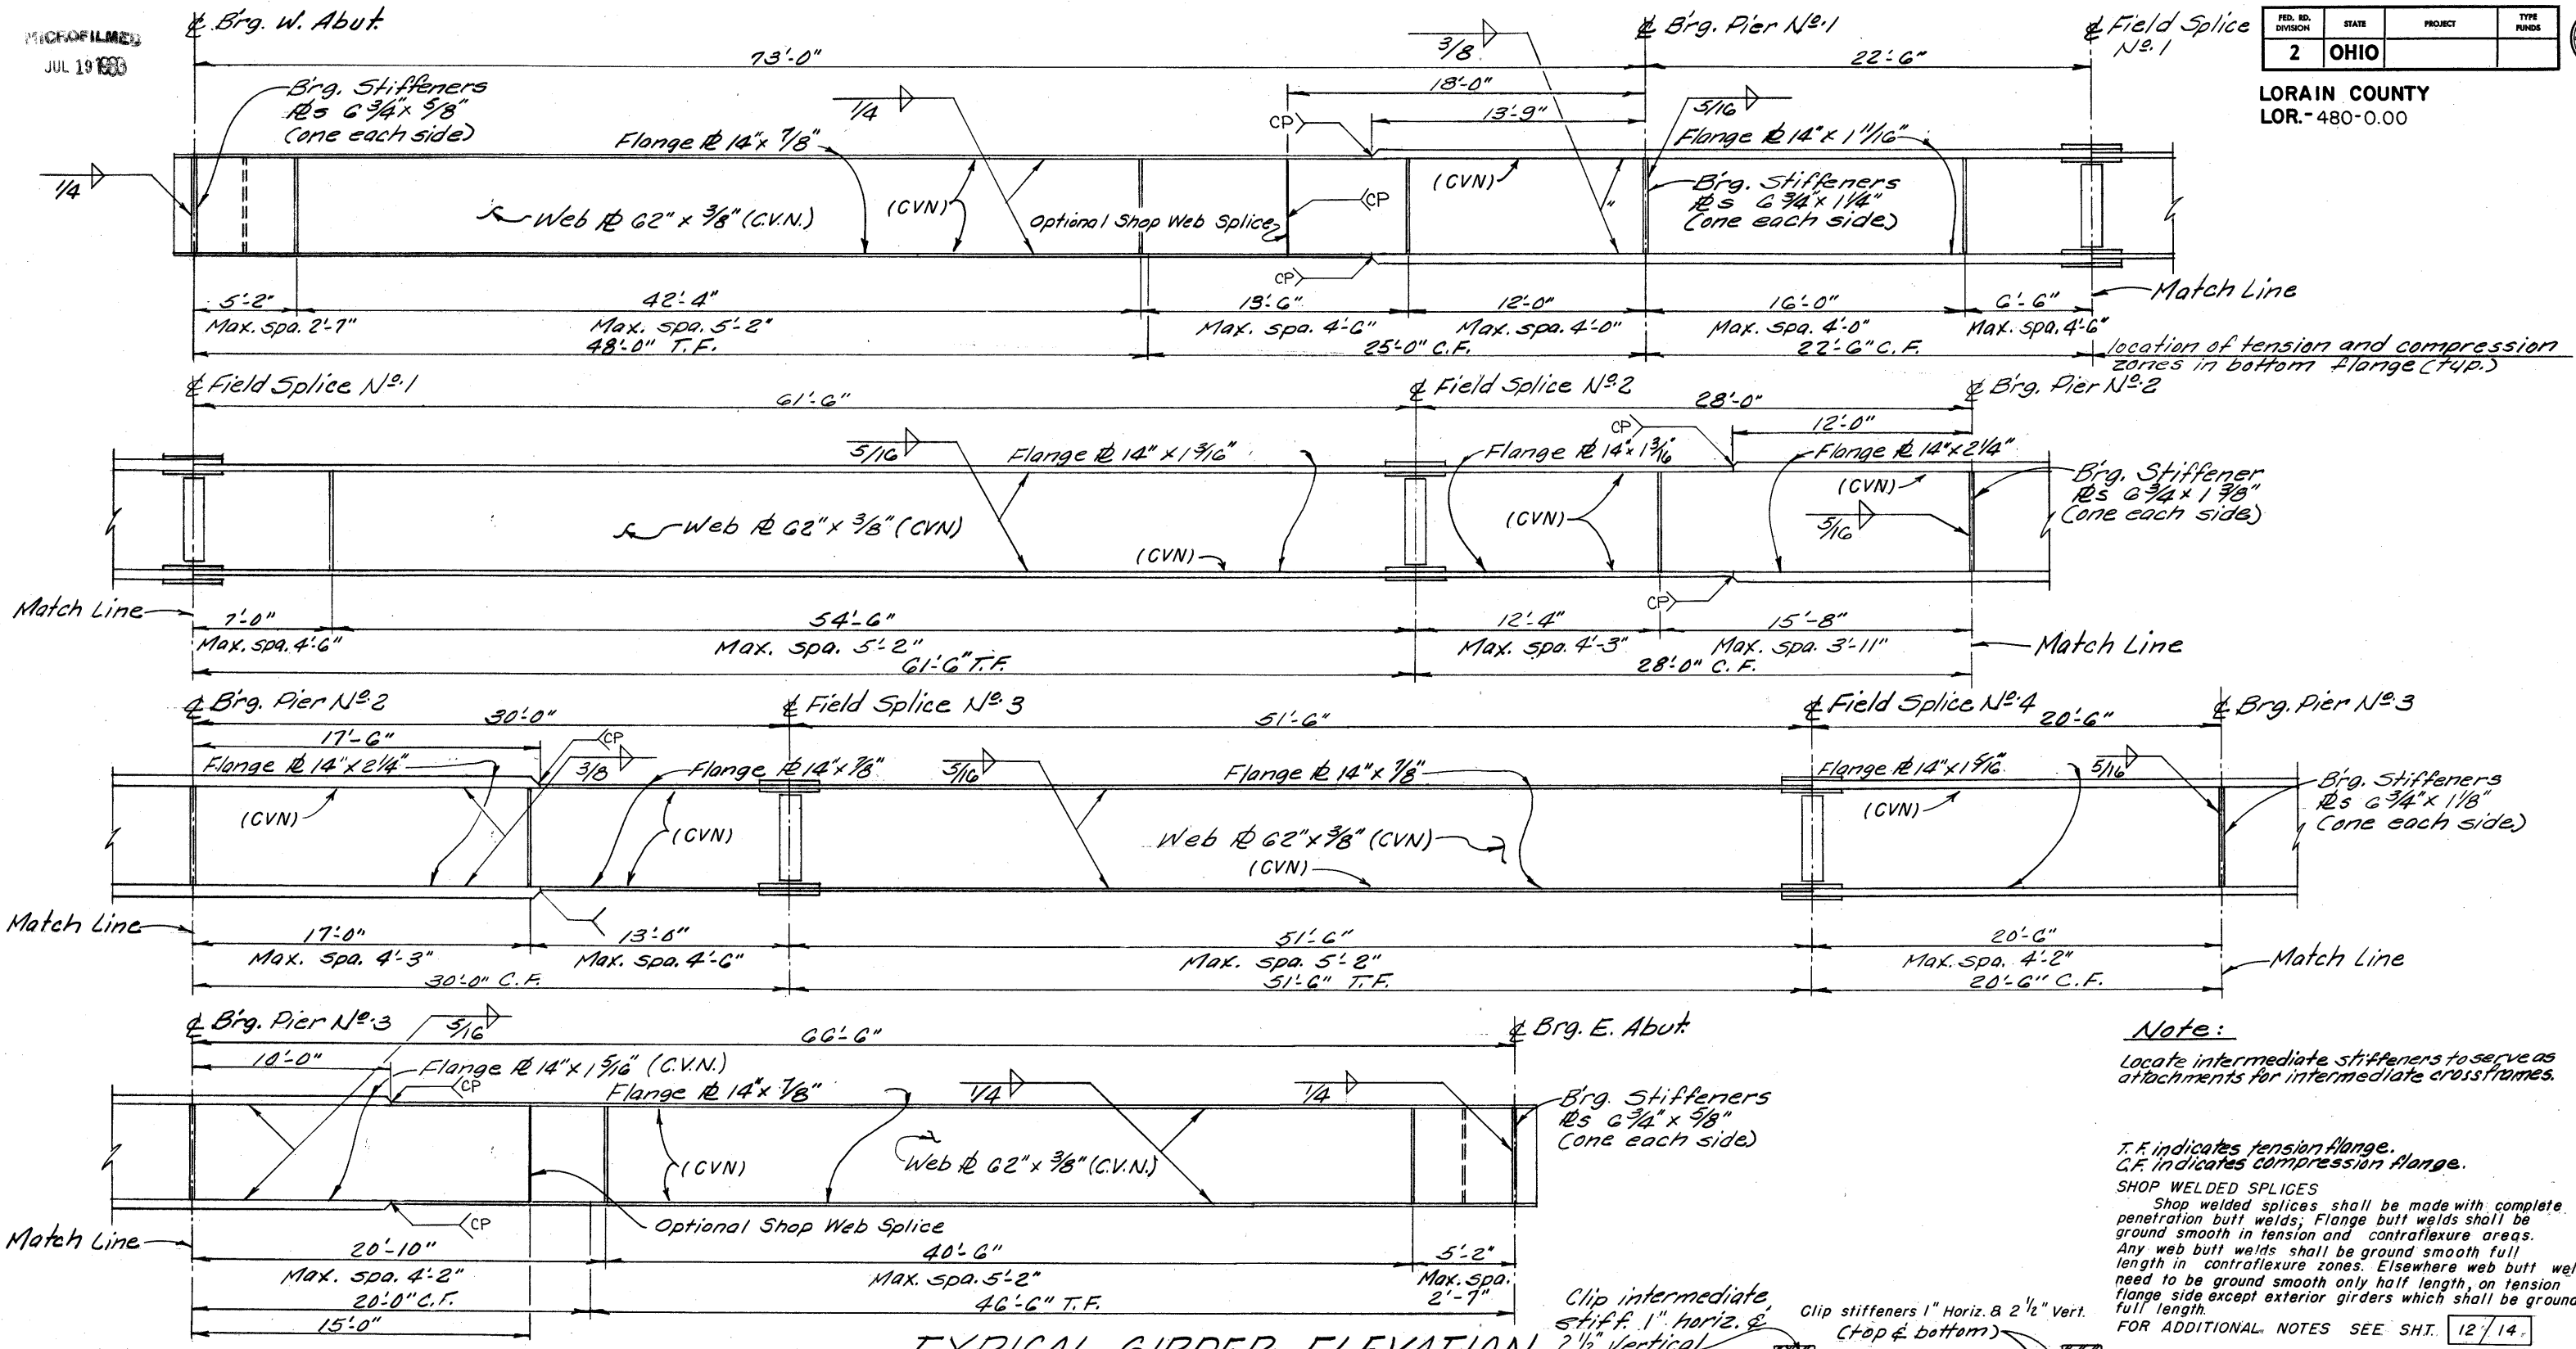 MICROFILMED
JUL 19
℄ Brg. W. Abut.
℄ Brg. Pier Nº.1
℄ Field Splice Nº.1
73'-0"
22'-6"
3/8
18'-0"
13'-9"
FED. RD. DIVISION
STATE
PROJECT
TYPE FUNDS
2
OHIO
LORAIN COUNTY
LOR.-480-0.00
Brg. Stiffeners
℔s 6 3/4" x 5/8"
(one each side)
1/4
1/4
Flange ℔ 14" x 7/8"
CP
5/16
Flange ℔ 14" x 1 11/16"
Web ℔ 62" x 3/8" (C.V.N.)
(CVN)
Optional Shop Web Splice
CP
(CVN)
"
Brg. Stiffeners
℔s 6 3/4" x 1 1/4"
(one each side)
CP
5'-2"
42'-4"
13'-6"
12'-0"
16'-0"
6'-6"
Match Line
Max. spa. 2'-7"
Max. spa. 5'-2"
Max. spa. 4'-6"
Max. spa. 4'-0"
Max. spa. 4'-0"
Max. spa. 4'-6"
48'-0" T.F.
25'-0" C.F.
22'-6" C.F.
location of tension and compression
zones in bottom flange (typ.)
℄ Field Splice Nº.1
℄ Field Splice Nº.2
℄ Brg. Pier Nº.2
61'-6"
28'-0"
12'-0"
CP
5/16
Flange ℔ 14" x 1 3/16"
Flange ℔ 14" x 1 3/16
Flange ℔ 14" x 2 1/4"
Web ℔ 62" x 3/8" (CVN)
(CVN)
(CVN)
(CVN)
5/16
Brg. Stiffener
℔s 6 3/4 x 1 3/8"
(one each side)
CP
Match Line
7'-0"
54'-6"
12'-4"
15'-8"
Match Line
Max. spa. 4'-6"
Max. spa. 5'-2"
Max. spa. 4'-3"
Max. spa. 3'-11"
61'-6" T.F.
28'-0" C.F.
℄ Brg. Pier Nº.2
℄ Field Splice Nº.3
℄ Field Splice Nº.4
℄ Brg. Pier Nº.3
30'-0"
51'-6"
20'-6"
17'-6"
CP
Flange ℔ 14" x 2 1/4"
3/8
Flange ℔ 14" x 7/8"
5/16
Flange ℔ 14" x 7/8"
Flange ℔ 14" x 1 5/16"
5/16
Brg. Stiffeners
℔s 6 3/4" x 1 1/8"
(one each side)
(CVN)
(CVN)
Web ℔ 62" x 3/8" (CVN)
(CVN)
(CVN)
Match Line
17'-0"
13'-0"
51'-6"
20'-6"
Match Line
Max. spa. 4'-3"
Max. spa. 4'-6"
Max. spa. 5'-2"
Max. spa. 4'-2"
30'-0" C.F.
51'-6" T.F.
20'-6" C.F.
℄ Brg. Pier Nº.3
5/16
66'-6"
℄ Brg. E. Abut.
10'-0"
Flange ℔ 14" x 1 5/16" (C.V.N.)
CP
Flange ℔ 14" x 7/8"
1/4
1/4
Brg. Stiffeners
℔s 6 3/4" x 5/8"
(one each side)
(CVN)
Web ℔ 62" x 3/8" (C.V.N.)
CP
Optional Shop Web Splice
Match Line
20'-10"
40'-6"
5'-2"
Max. spa. 4'-2"
Max. spa. 5'-2"
Max. spa.
2'-7"
20'-0" C.F.
46'-6" T.F.
15'-0"
TYPICAL GIRDER ELEVATION
Clip intermediate
stiff. 1" horiz. &
2 1/2" vertical
Clip stiffeners 1" Horiz. & 2 1/2" Vert.
(top & bottom)
Note:
Locate intermediate stiffeners to serve as
attachments for intermediate crossframes.
T.F. indicates tension flange.
C.F. indicates compression flange.
SHOP WELDED SPLICES
Shop welded splices shall be made with complete
penetration butt welds; Flange butt welds shall be
ground smooth in tension and contraflexure areas.
Any web butt welds shall be ground smooth full
length in contraflexure zones. Elsewhere web butt wel
need to be ground smooth only half length, on tension
flange side except exterior girders which shall be ground
full length.
FOR ADDITIONAL NOTES SEE SHT. 12/14